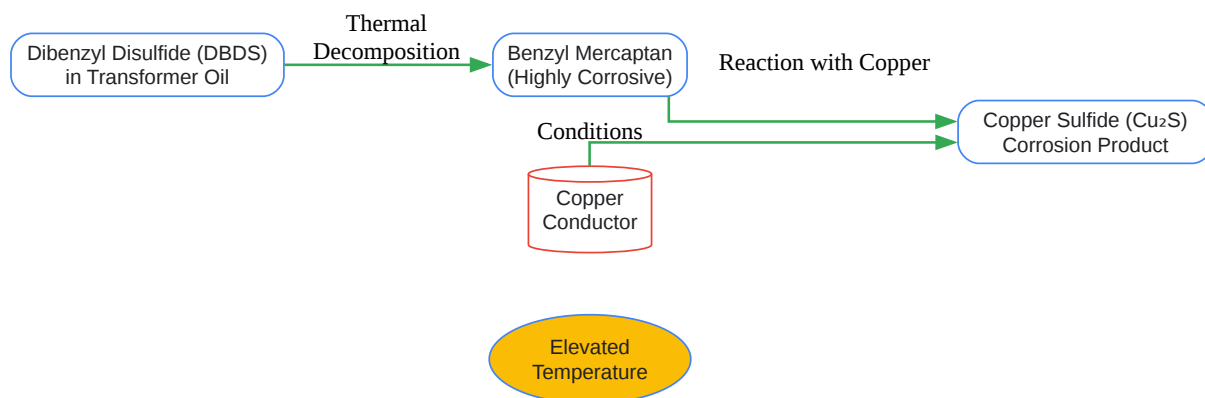 Thermal
Decomposition
Dibenzyl Disulfide (DBDS)
in Transformer Oil
Benzyl Mercaptan
(Highly Corrosive)
Reaction with Copper
Copper Sulfide (Cu₂S)
Corrosion Product
Conditions
Copper
Conductor
Elevated
Temperature